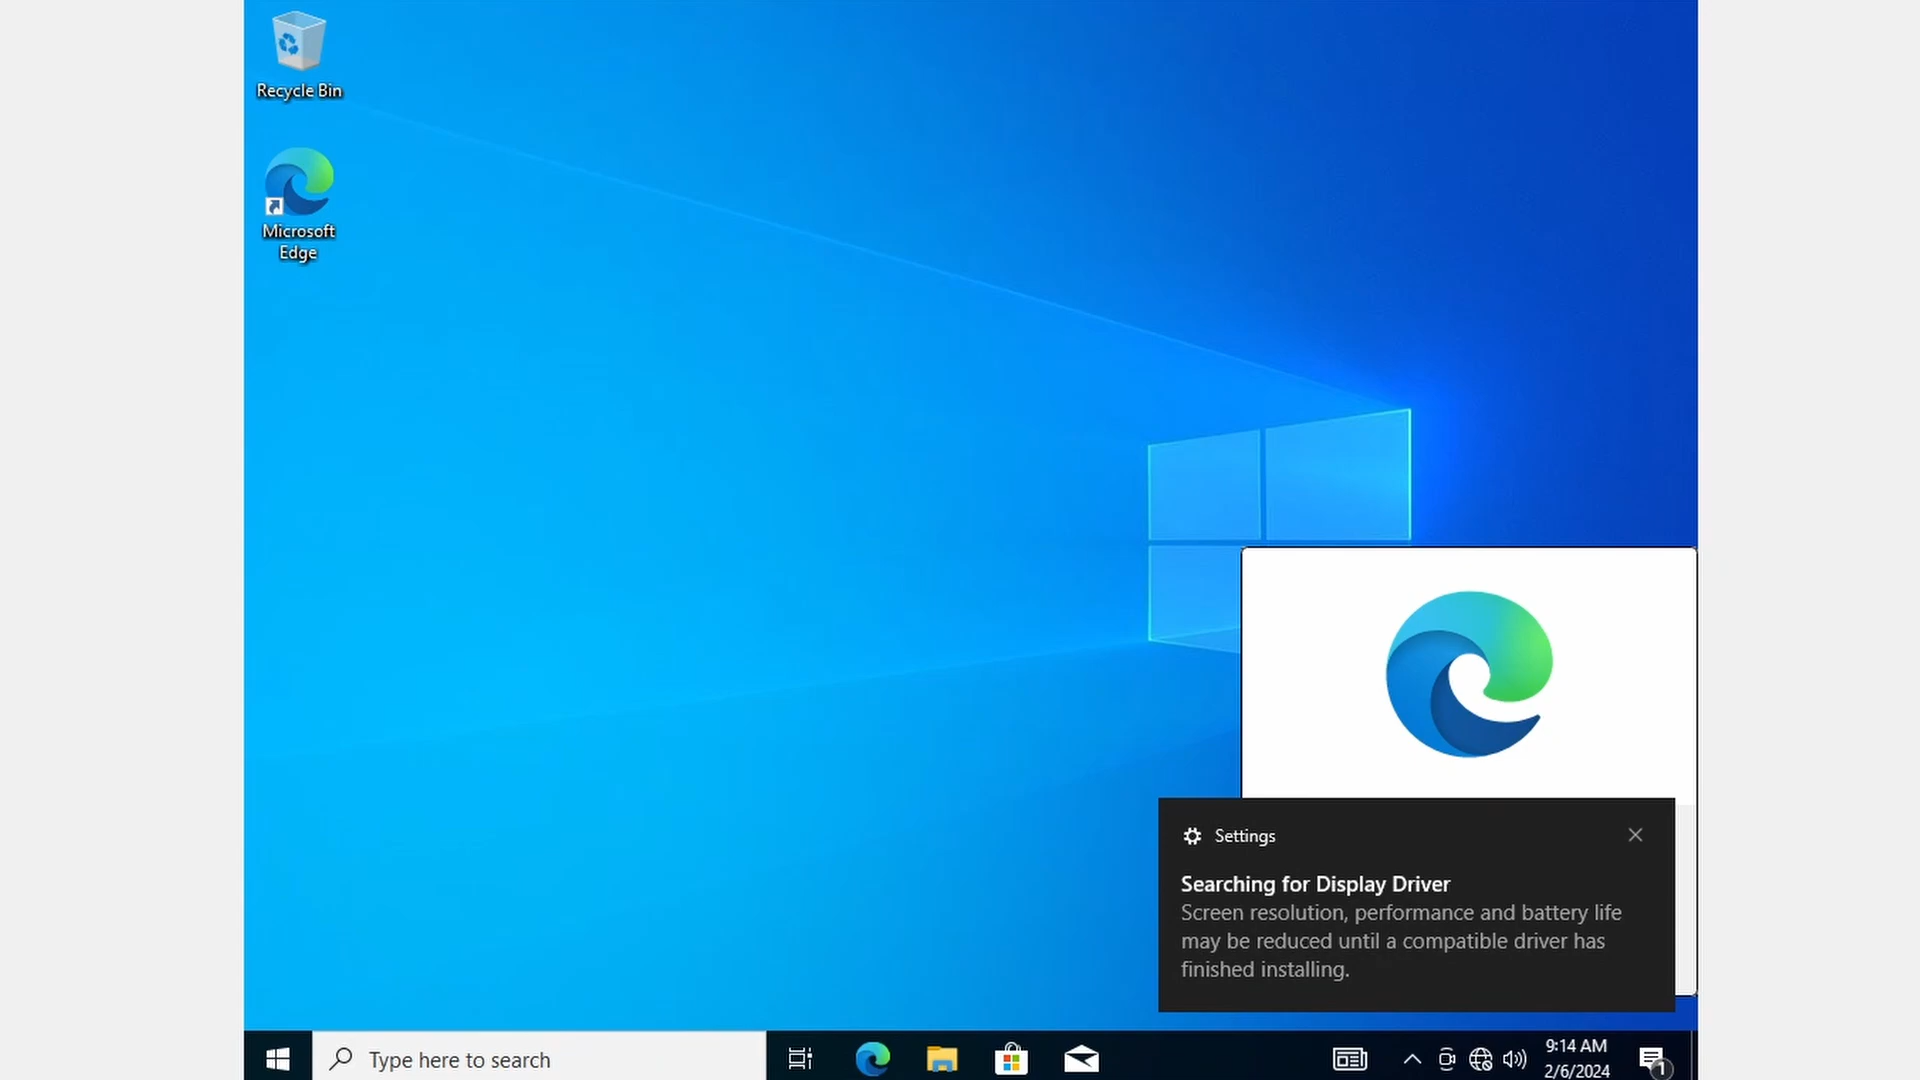 Recycle Bin
Microsoft
Edge
Settings
Searching for Display Driver
Screen resolution, performance and battery life
may be reduced until a compatible driver has
finished installing.
Type here to search
9:14 AM
2/6/2024
1